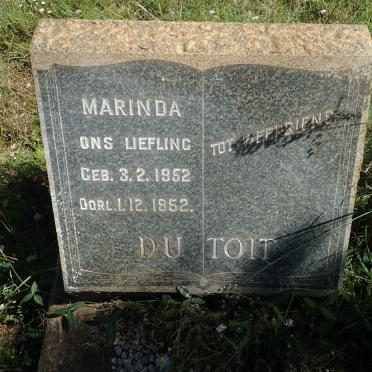 MARINDA
ONS LIEFLING
GEB. 3.2. 1952
OORL. 1.12. 1952.
TOT WEERSIENS
DU TOIT